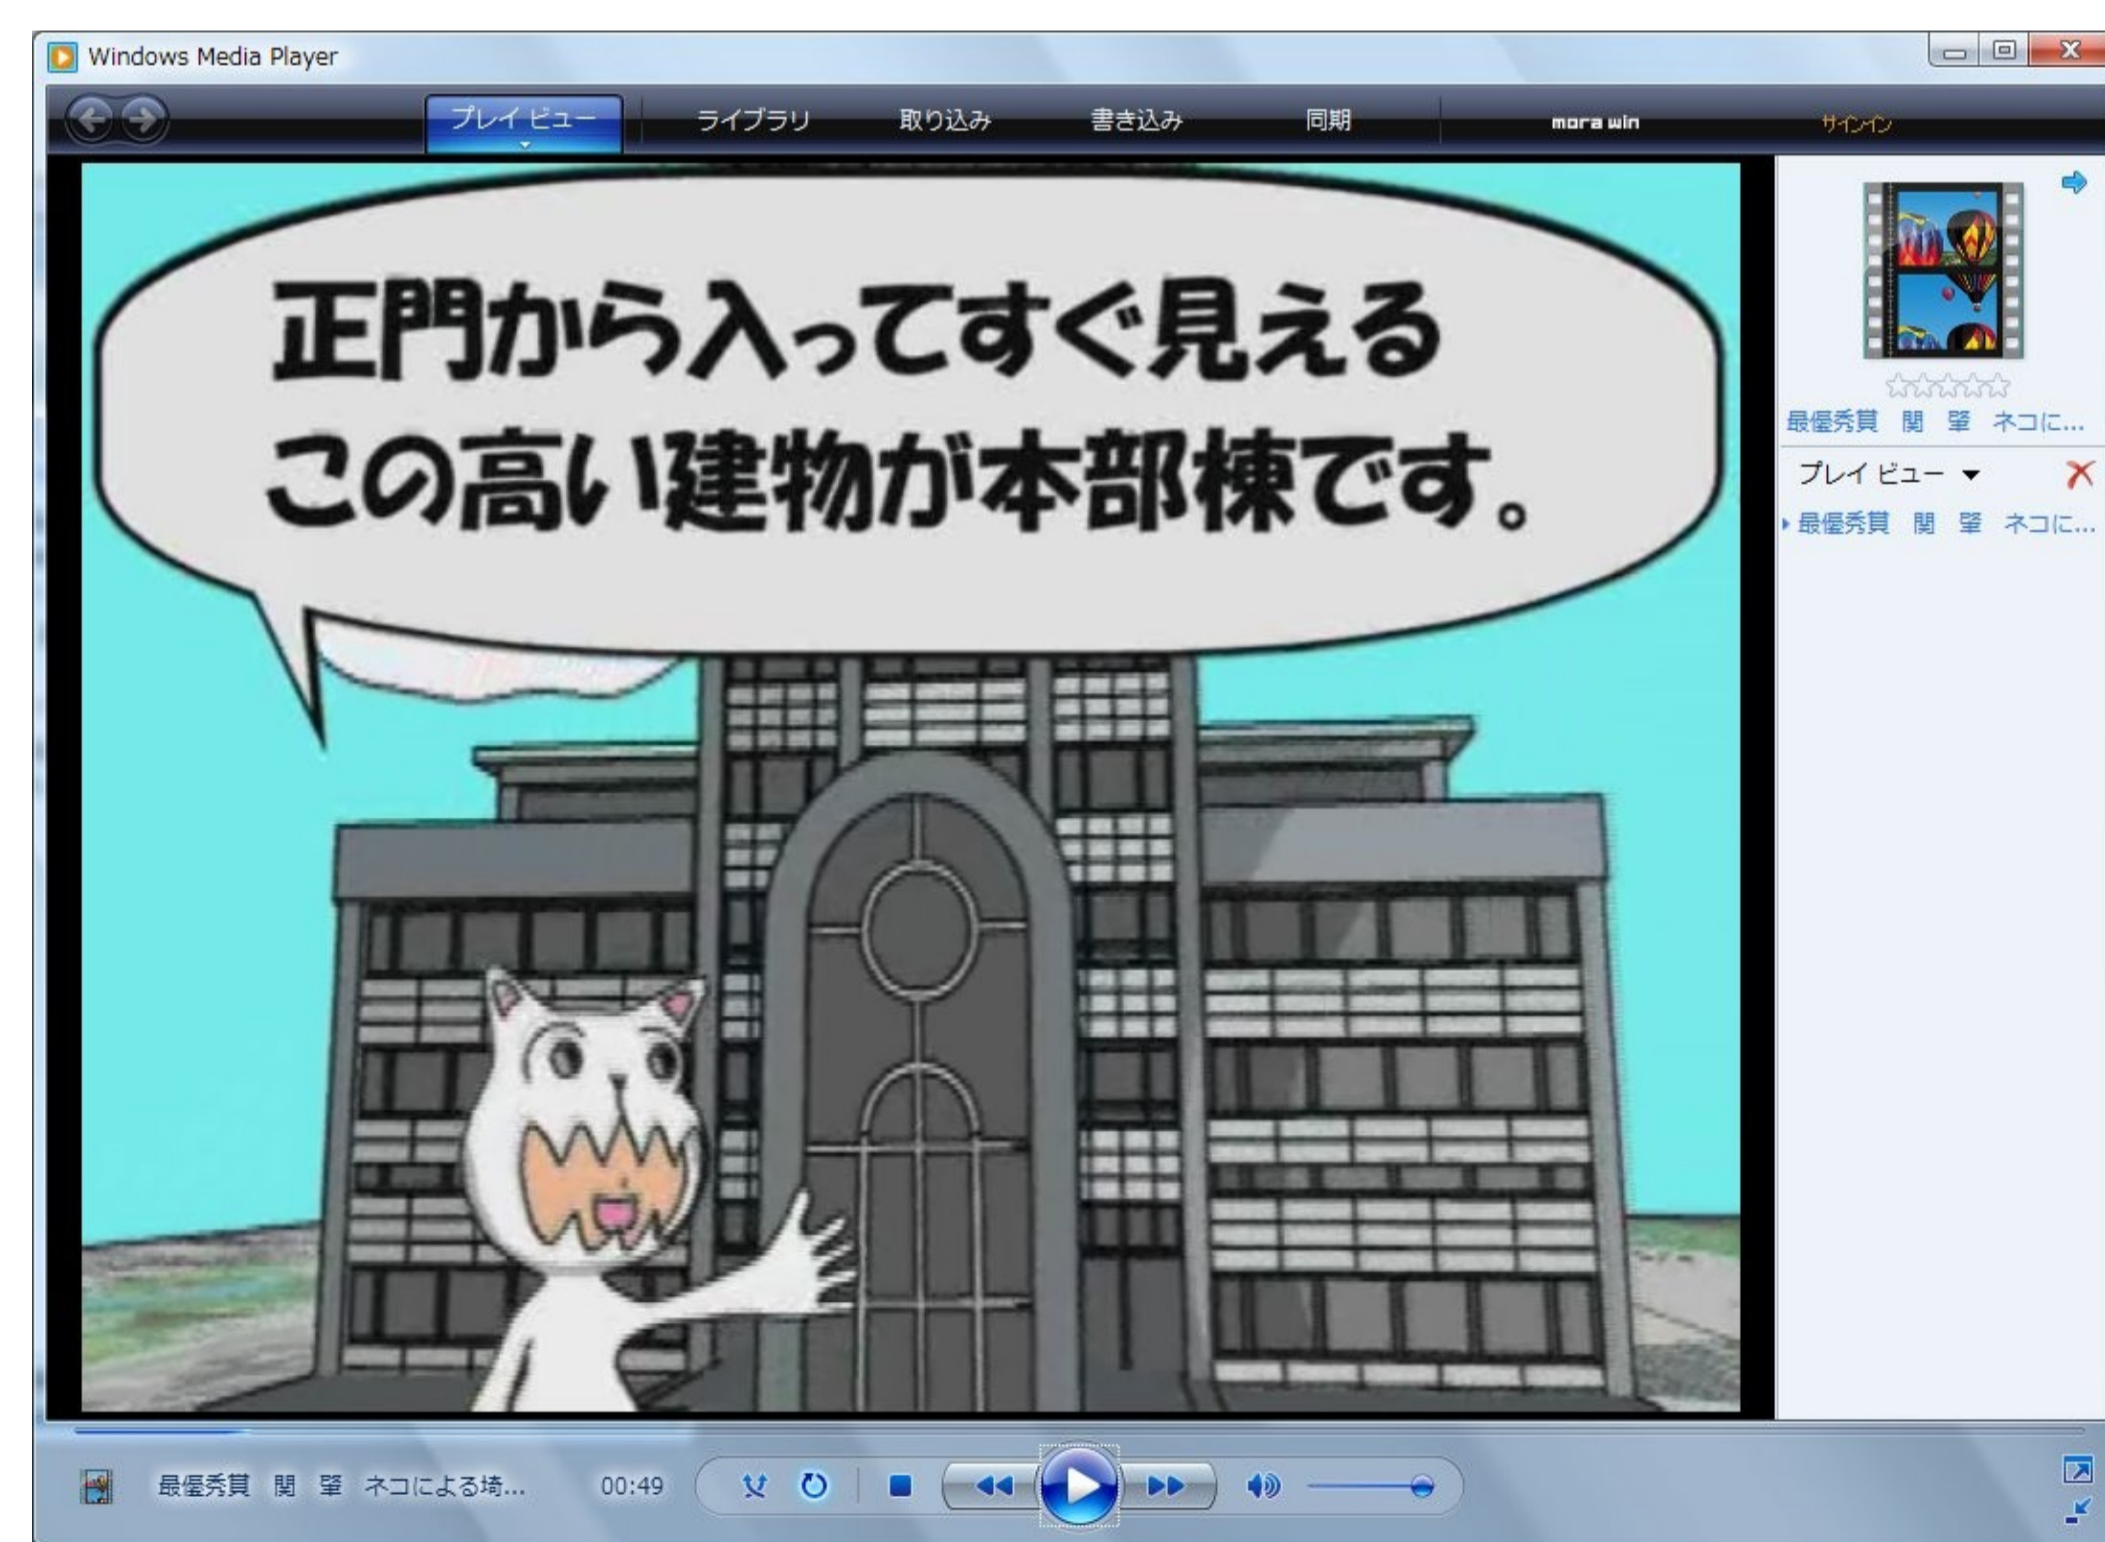 Windows Media Player
プレイ ビュー
ライブラリ
取り込み
書き込み
同期
mora win
サインイン
正門から入ってすぐ見える
この高い建物が本部棟です。
最優秀賞 関 肇 ネコに...
プレイ ビュー
最優秀賞 関 肇 ネコに...
最優秀賞 関 肇 ネコによる埼...
00:49